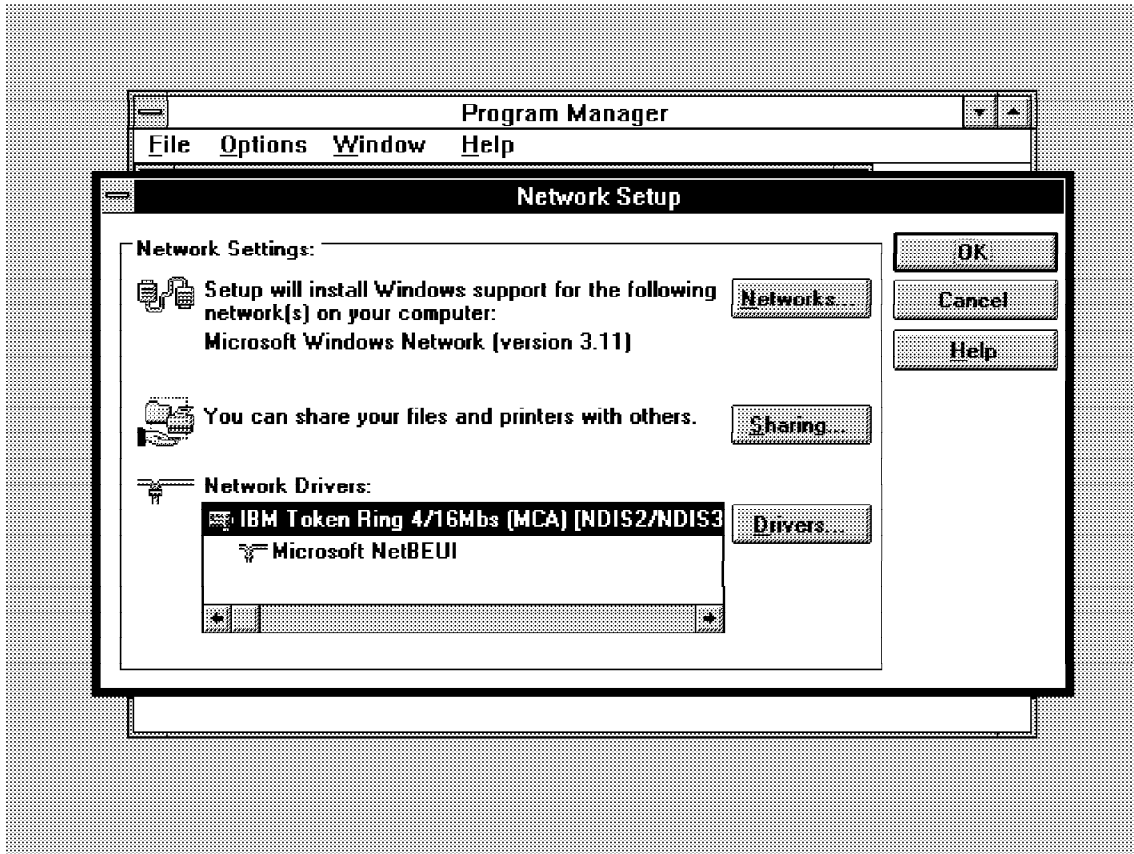 Program Manager
File Options Window Help
Network Setup
Network Settings:
Setup will install Windows support for the following
network(s) on your computer:
Microsoft Windows Network (version 3.11)
Networks...
You can share your files and printers with others.
Sharing...
Network Drivers:
IBM Token Ring 4/16Mbs (MCA) [NDIS2/NDIS3
Microsoft NetBEUI
Drivers...
OK
Cancel
Help